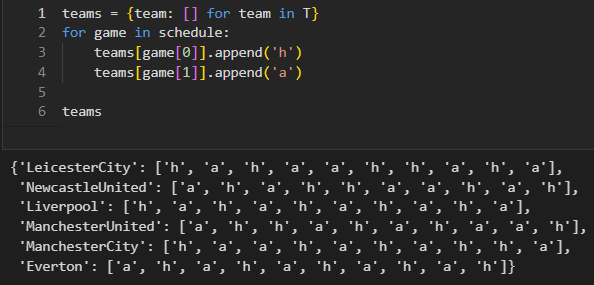 1 teams = {team: [] for team in T}
2 for game in schedule:
3     teams[game[0]].append('h')
4     teams[game[1]].append('a')
5
6 teams
{'LeicesterCity': ['h', 'a', 'h', 'a', 'a', 'h', 'h', 'a', 'h', 'a'],
 'NewcastleUnited': ['a', 'h', 'a', 'h', 'h', 'a', 'a', 'h', 'a', 'h'],
 'Liverpool': ['h', 'a', 'h', 'a', 'h', 'a', 'h', 'a', 'h', 'a'],
 'ManchesterUnited': ['a', 'h', 'h', 'a', 'h', 'a', 'h', 'a', 'a', 'h'],
 'ManchesterCity': ['h', 'a', 'a', 'h', 'a', 'h', 'a', 'h', 'h', 'a'],
 'Everton': ['a', 'h', 'a', 'h', 'a', 'h', 'a', 'h', 'a', 'h']}